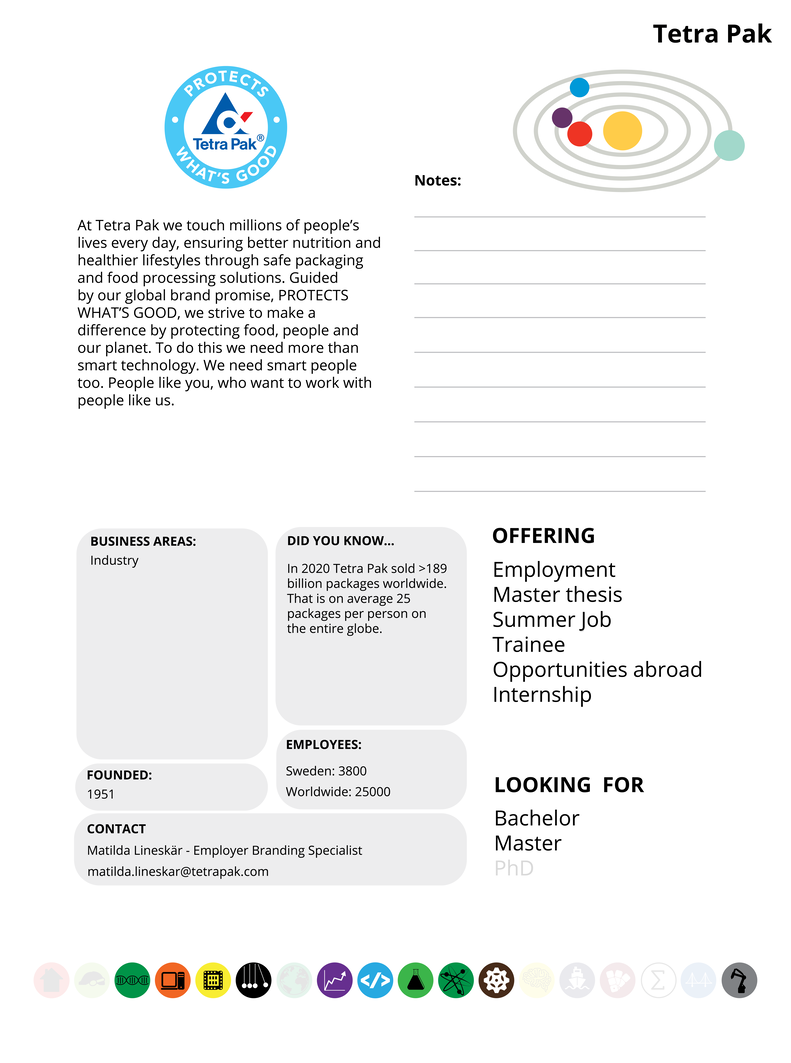 Tetra Pak
PROTECTS
Tetra Pak®
WHAT'S GOOD
Notes:
At Tetra Pak we touch millions of people's
lives every day, ensuring better nutrition and
healthier lifestyles through safe packaging
and food processing solutions. Guided
by our global brand promise, PROTECTS
WHAT'S GOOD, we strive to make a
difference by protecting food, people and
our planet. To do this we need more than
smart technology. We need smart people
too. People like you, who want to work with
people like us.
BUSINESS AREAS:
Industry
DID YOU KNOW...
In 2020 Tetra Pak sold >189
billion packages worldwide.
That is on average 25
packages per person on
the entire globe.
EMPLOYEES:
Sweden: 3800
Worldwide: 25000
FOUNDED:
1951
CONTACT
Matilda Lineskär - Employer Branding Specialist
matilda.lineskar@tetrapak.com
OFFERING
Employment
Master thesis
Summer Job
Trainee
Opportunities abroad
Internship
LOOKING FOR
Bachelor
Master
PhD